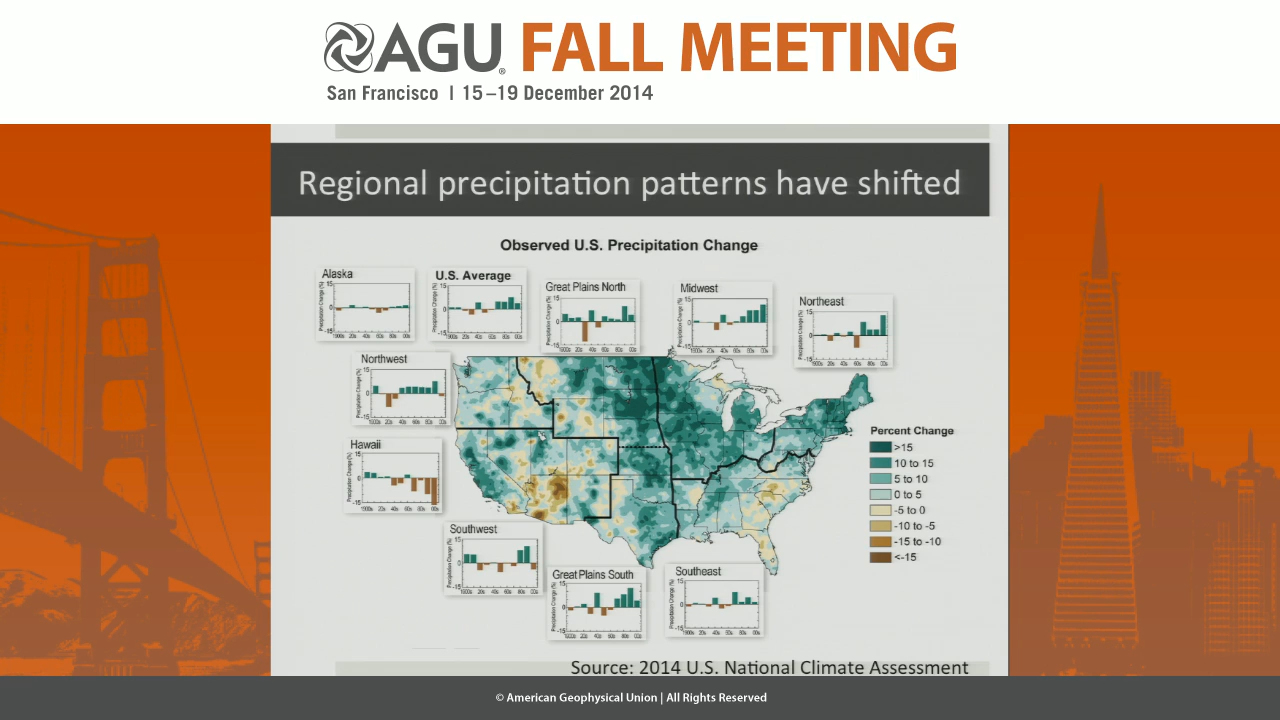 AGU® FALL MEETING
San Francisco | 15–19 December 2014
Regional precipitation patterns have shifted
Observed U.S. Precipitation Change
Alaska
U.S. Average
Great Plains North
Midwest
Northeast
Northwest
Hawaii
Southwest
Great Plains South
Southeast
Percent Change
>15
10 to 15
5 to 10
0 to 5
-5 to 0
-10 to -5
-15 to -10
<-15
Source: 2014 U.S. National Climate Assessment
© American Geophysical Union | All Rights Reserved